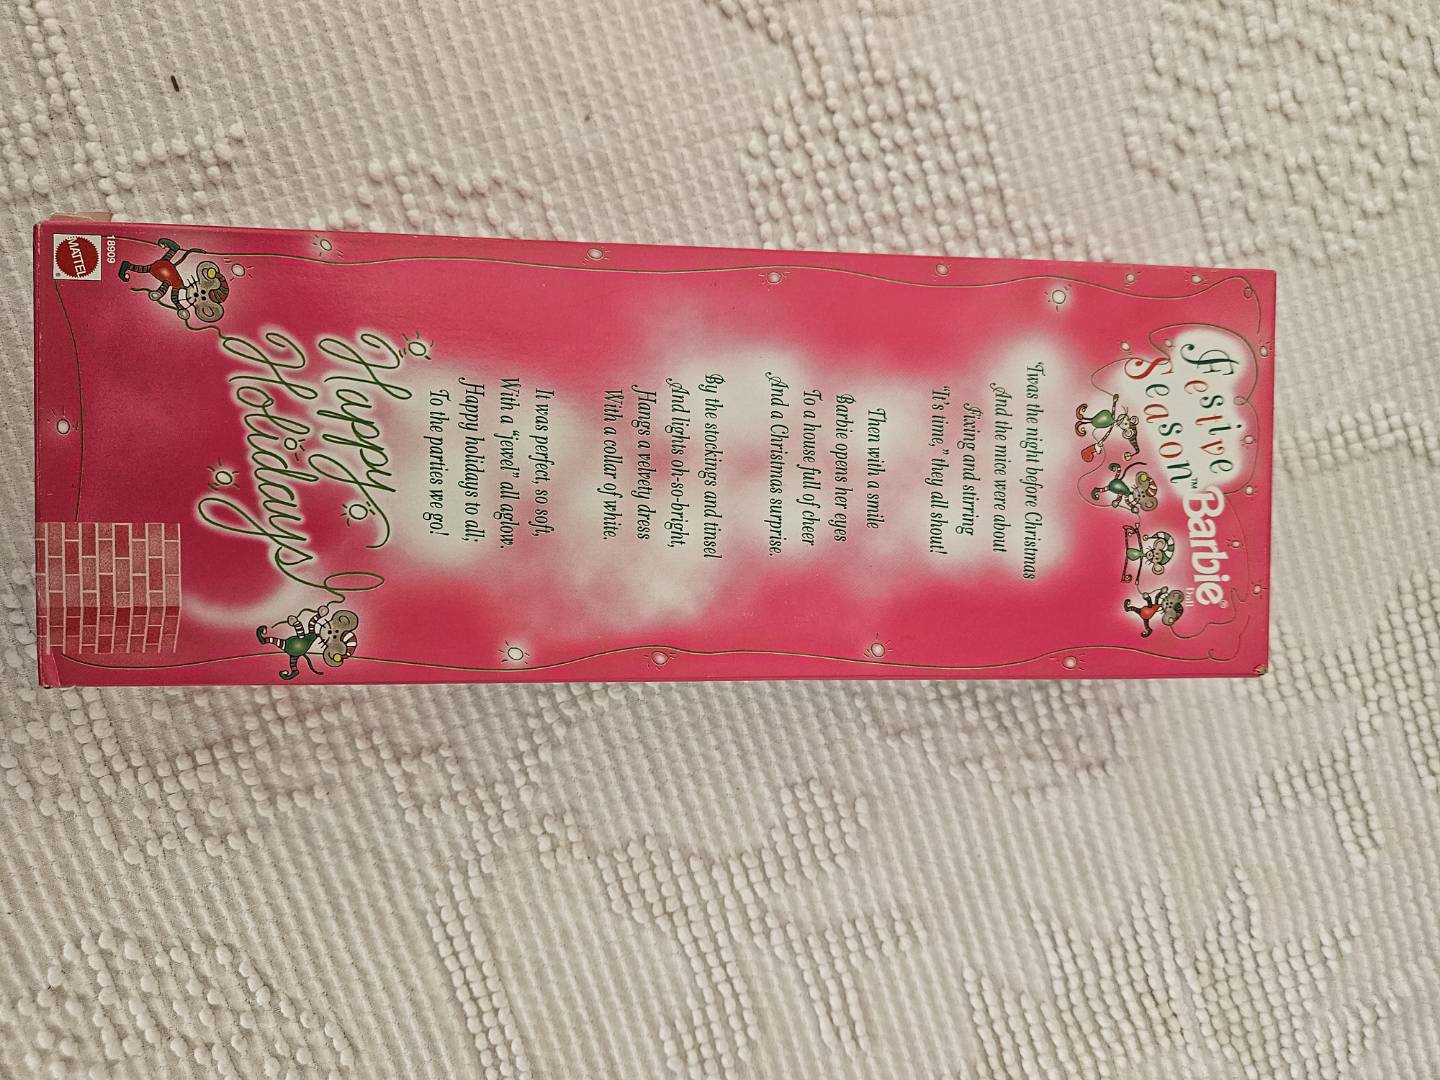 Festive
Season™
Barbie®
Doll
'Twas the night before Christmas
And the mice were about
Fixing and stirring
"It's time," they all shout!
Then with a smile
Barbie opens her eyes
To a house full of cheer
And a Christmas surprise.
By the stockings and tinsel
And lights oh-so-bright,
Hangs a velvety dress
With a collar of white.
It was perfect, so soft,
With a "jewel" all aglow.
Happy holidays to all;
To the parties we go!
Happy
Holidays!
18909
MATTEL®